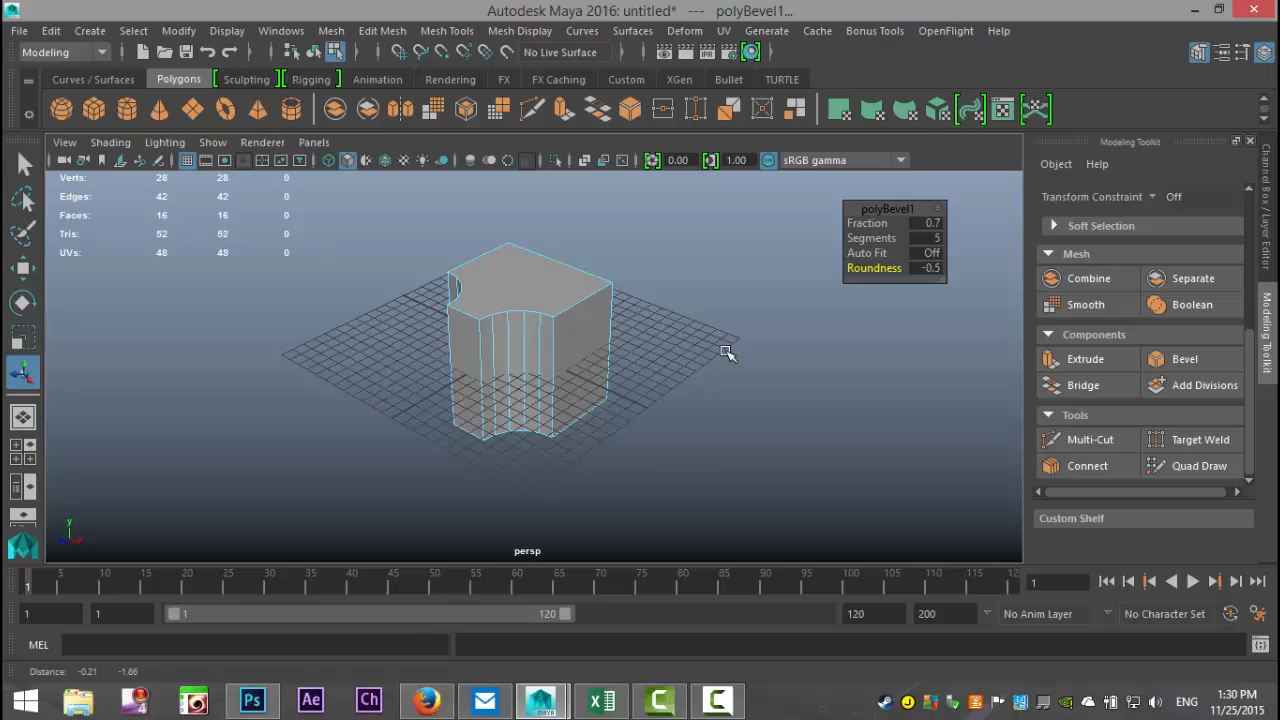 Autodesk Maya 2016: untitled* --- polyBevel1...
File Edit Create Select Modify Display Windows Mesh Edit Mesh Mesh Tools Mesh Display Curves Surfaces Deform UV Generate Cache Bonus Tools OpenFlight Help
Modeling No Live Surface IPR
Curves / Surfaces Polygons Sculpting Rigging Animation Rendering FX FX Caching Custom XGen Bullet TURTLE
View Shading Lighting Show Renderer Panels
0.00 1.00 sRGB gamma
Verts: 28 28 0
Edges: 42 42 0
Faces: 16 16 0
Tris: 52 52 0
UVs: 48 48 0
polyBevel1
Fraction 0.7
Segments 5
Auto Fit Off
Roundness -0.5
persp
y
Modeling Toolkit
Object Help
Transform Constraint Off
Soft Selection
Mesh
Combine Separate
Smooth Boolean
Components
Extrude Bevel
Bridge Add Divisions
Tools
Multi-Cut Target Weld
Connect Quad Draw
Custom Shelf
Channel Box / Layer Editor
Modeling Toolkit
5 10 15 20 25 30 35 40 45 50 55 60 65 70 75 80 85 90 95 100 105 110 115 12
1 1
1 1 1 120 120 200 No Anim Layer No Character Set
MEL
Distance: -0.21 -1.66
Ps Ae Ch MAYA
ENG
1:30 PM
11/25/2015